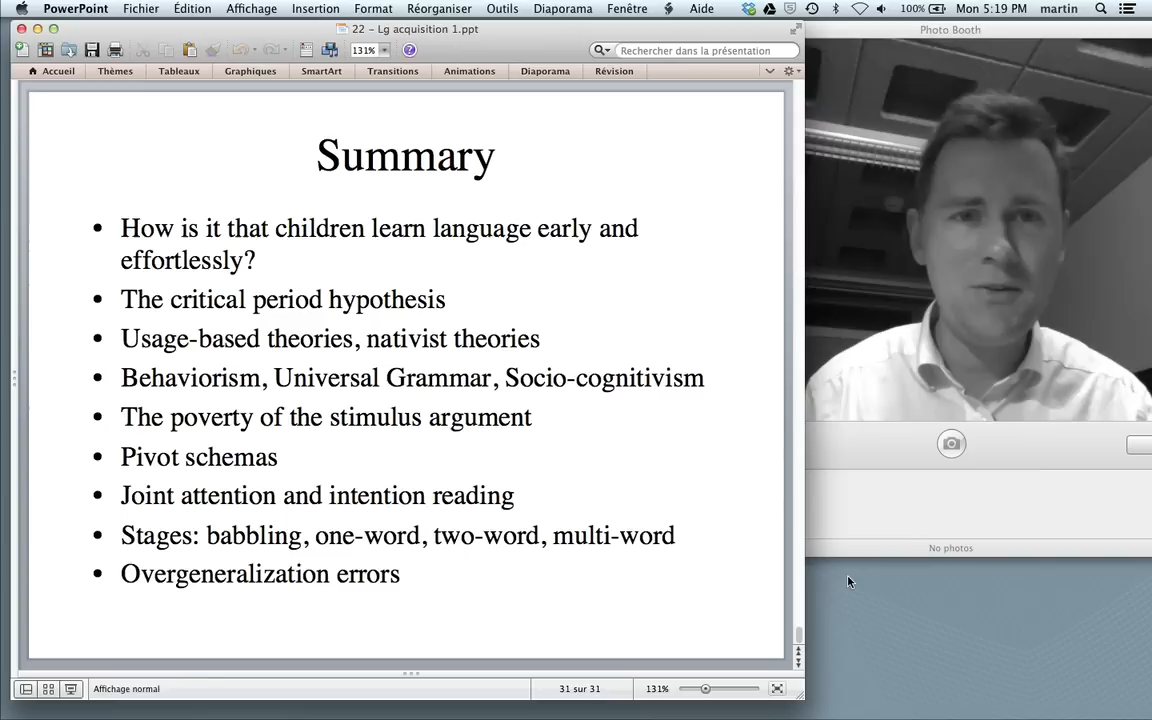 PowerPoint Fichier Édition Affichage Insertion Format Réorganiser Outils Diaporama Fenêtre Aide 100% Mon 5:19 PM martin
22 - Lg acquisition 1.ppt
Photo Booth
131% Rechercher dans la présentation
Accueil Thèmes Tableaux Graphiques SmartArt Transitions Animations Diaporama Révision
Summary
• How is it that children learn language early and
effortlessly?
• The critical period hypothesis
• Usage-based theories, nativist theories
• Behaviorism, Universal Grammar, Socio-cognitivism
• The poverty of the stimulus argument
• Pivot schemas
• Joint attention and intention reading
• Stages: babbling, one-word, two-word, multi-word
• Overgeneralization errors
No photos
Affichage normal 31 sur 31 131%